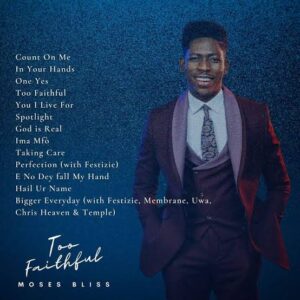 Count On Me
In Your Hands
One Yes
Too Faithful
You I Live For
Spotlight
God is Real
Ima Mfò
Taking Care
Perfection (with Festizie)
E No Dey fall My Hand
Hail Ur Name
Bigger Everyday (with Festizie, Membrane, Uwa,
Chris Heaven & Temple)
Too
Faithful
MOSES BLISS